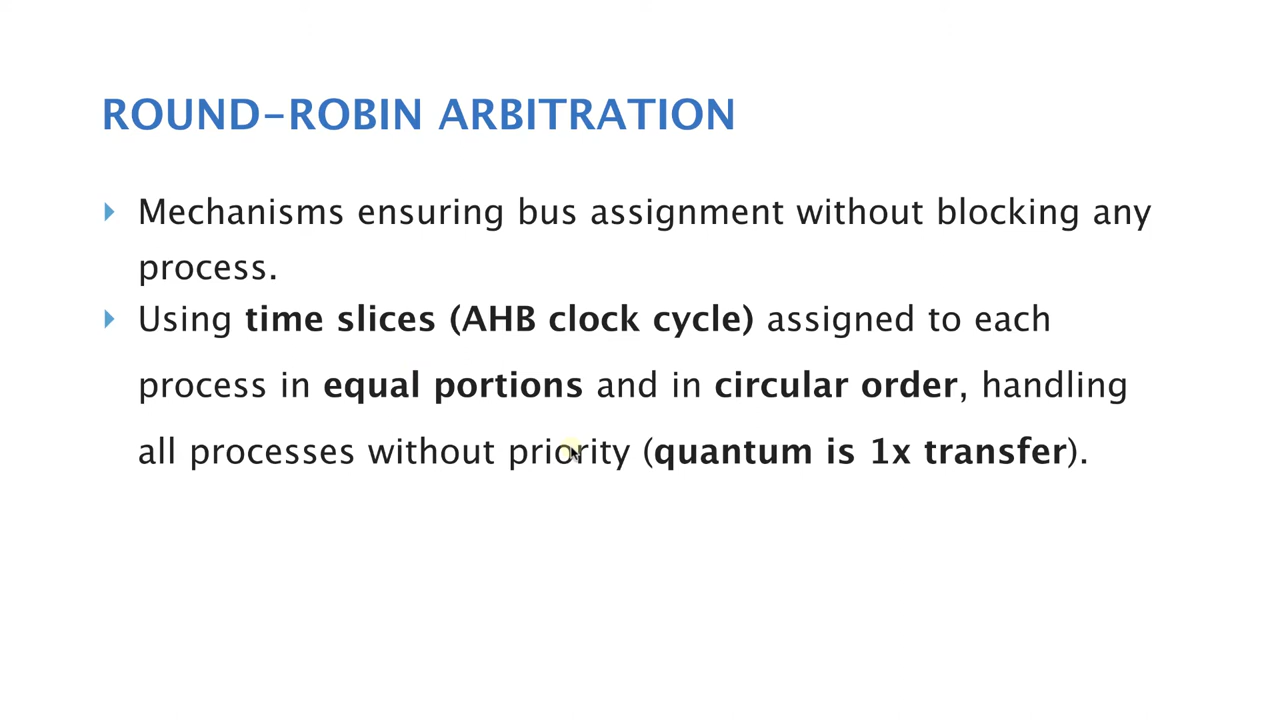 ROUND-ROBIN ARBITRATION
Mechanisms ensuring bus assignment without blocking any
process.
Using time slices (AHB clock cycle) assigned to each
process in equal portions and in circular order, handling
all processes without priority (quantum is 1x transfer).